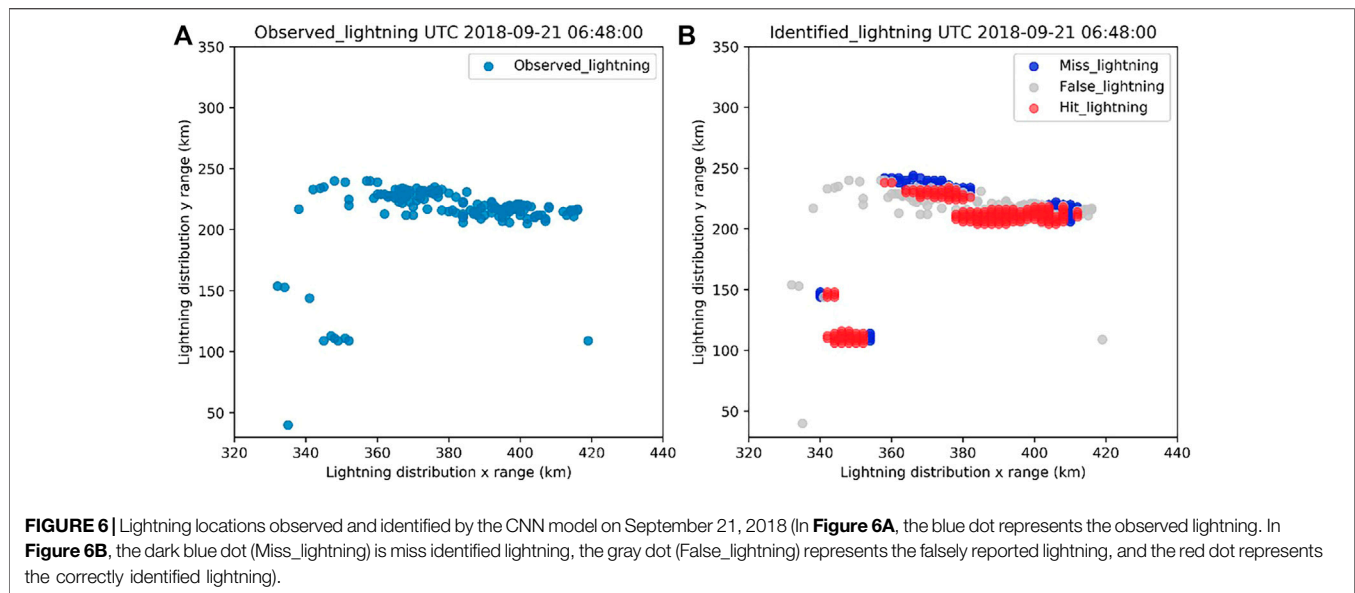 A
Observed_lightning UTC 2018-09-21 06:48:00
Observed_lightning
Lightning distribution y range (km)
350
300
250
200
150
100
50
320
340
360
380
400
420
440
Lightning distribution x range (km)
B
Identified_lightning UTC 2018-09-21 06:48:00
Miss_lightning
False_lightning
Hit_lightning
Lightning distribution y range (km)
350
300
250
200
150
100
50
320
340
360
380
400
420
440
Lightning distribution x range (km)
FIGURE 6 | Lightning locations observed and identified by the CNN model on September 21, 2018 (In Figure 6A, the blue dot represents the observed lightning. In
Figure 6B, the dark blue dot (Miss_lightning) is miss identified lightning, the gray dot (False_lightning) represents the falsely reported lightning, and the red dot represents
the correctly identified lightning).